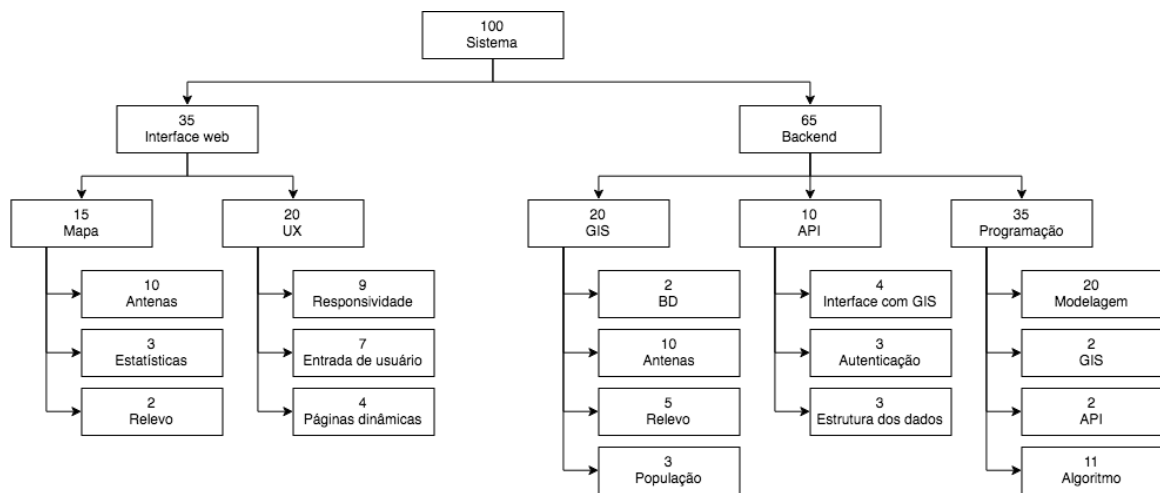 100
Sistema
35
Interface web
65
Backend
15
Mapa
20
UX
20
GIS
10
API
35
Programação
10
Antenas
3
Estatísticas
2
Relevo
9
Responsividade
7
Entrada de usuário
4
Páginas dinâmicas
2
BD
10
Antenas
5
Relevo
3
População
4
Interface com GIS
3
Autenticação
3
Estrutura dos dados
20
Modelagem
2
GIS
2
API
11
Algoritmo